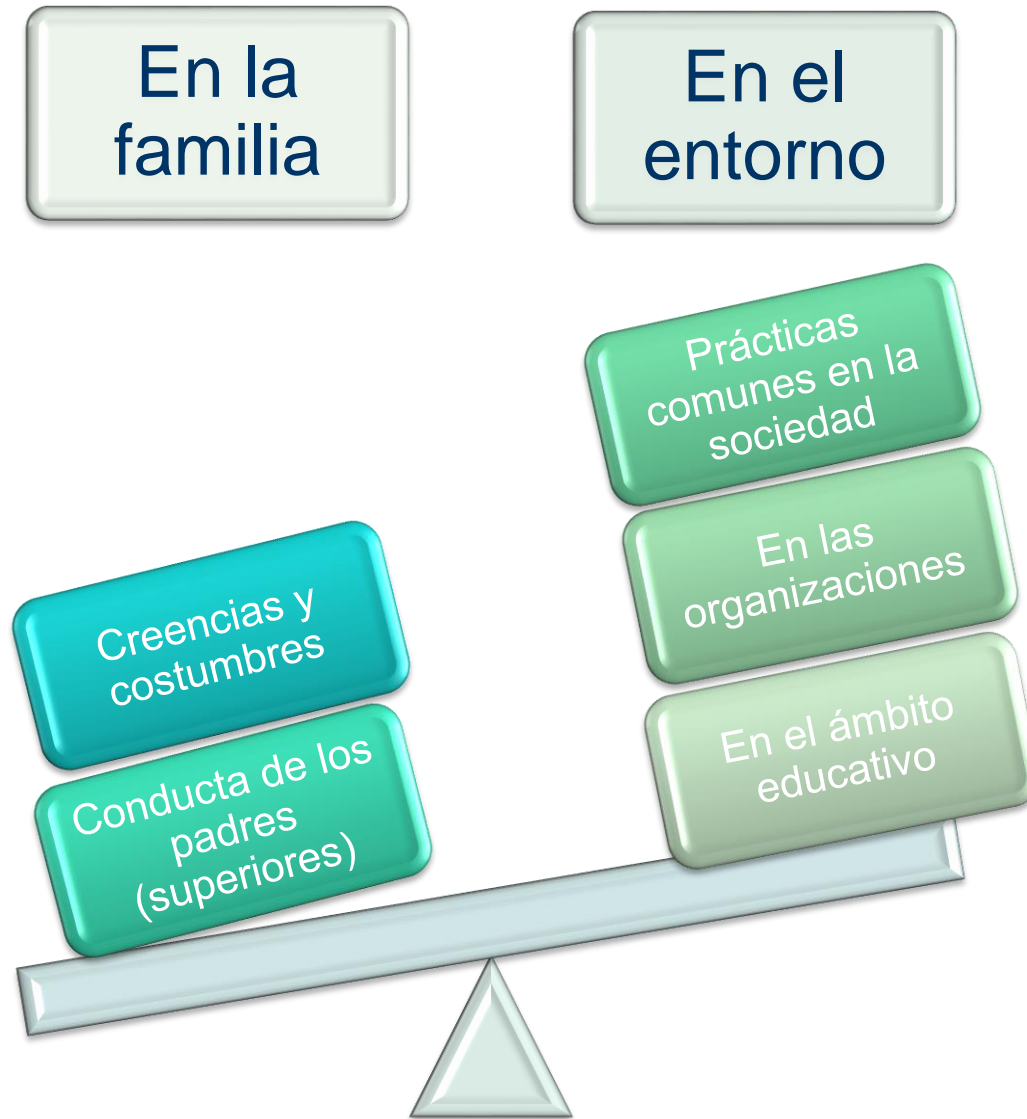 En la
familia
En el
entorno
Prácticas
comunes en la
sociedad
En las
organizaciones
En el ámbito
educativo
Creencias y
costumbres
Conducta de los
padres
(superiores)